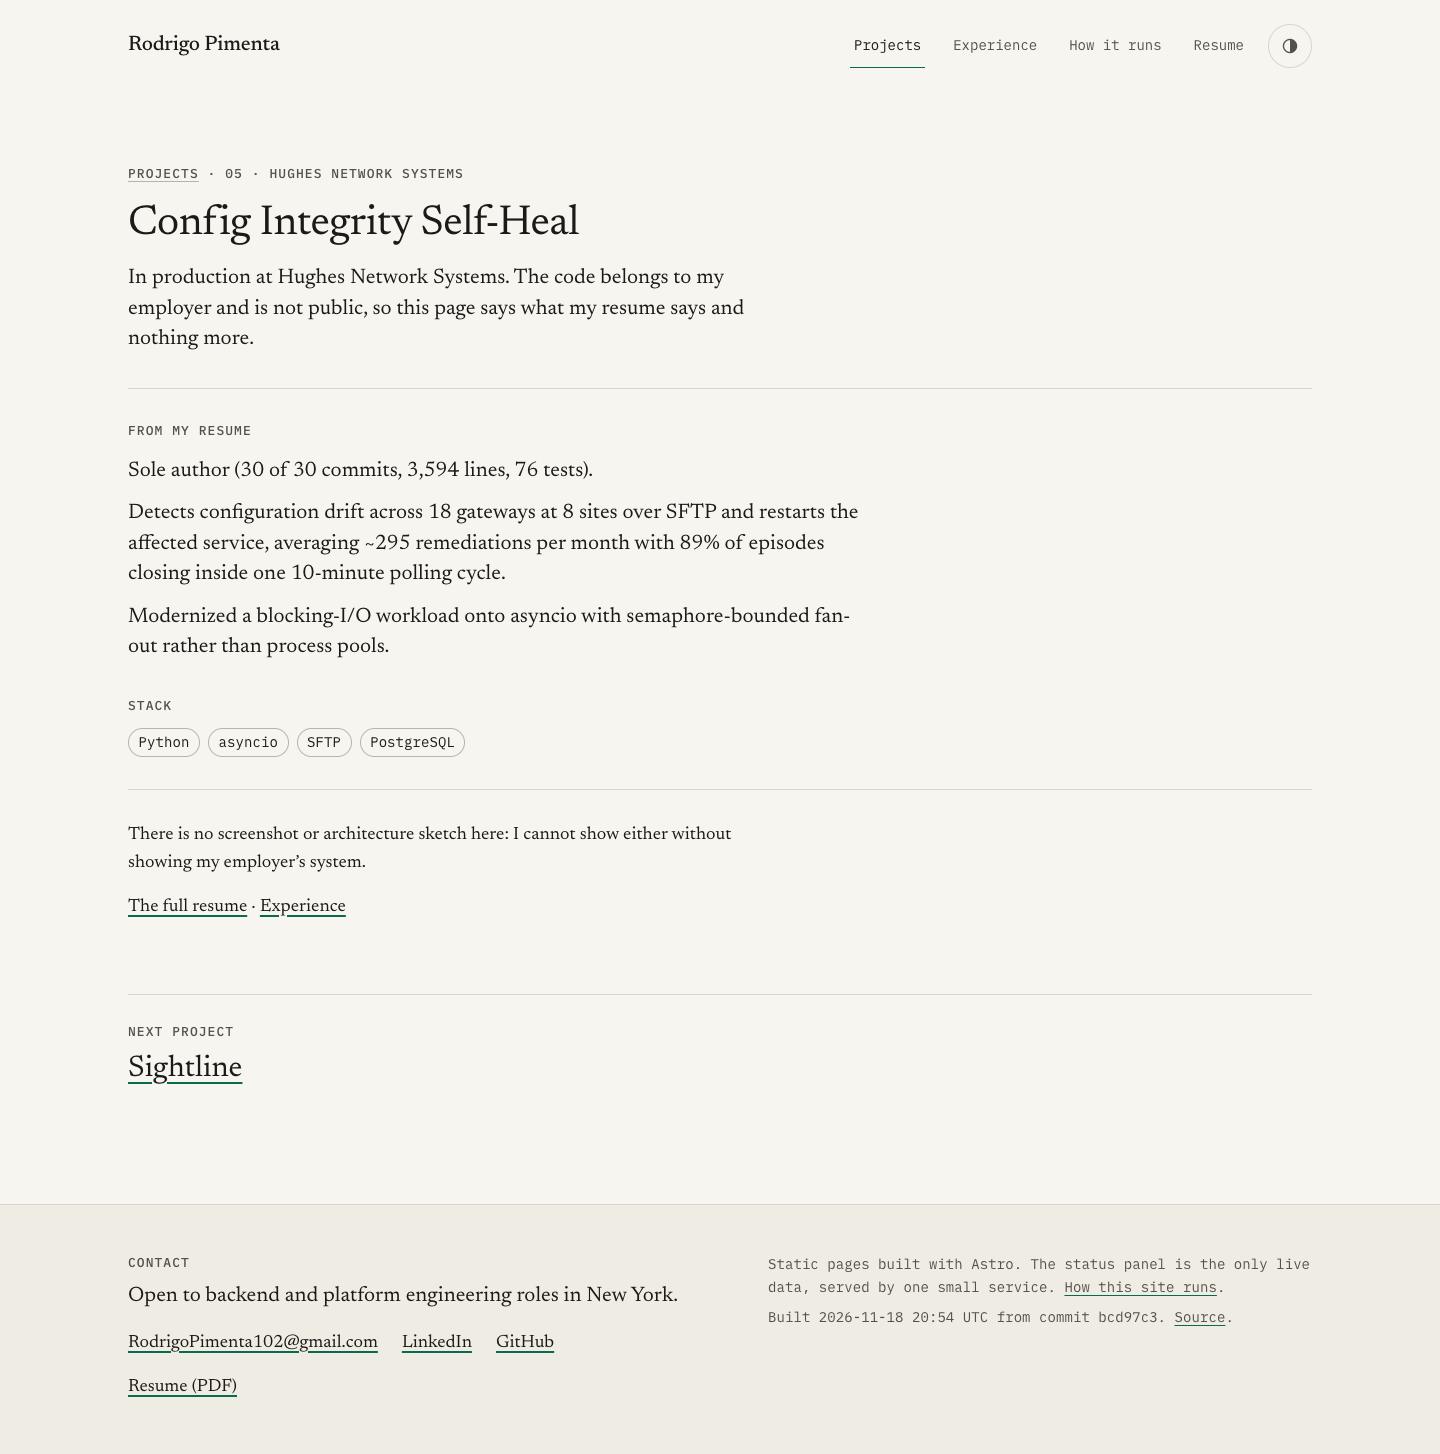 Rodrigo Pimenta
Projects Experience How it runs Resume
PROJECTS · 05 · HUGHES NETWORK SYSTEMS
Config Integrity Self-Heal
In production at Hughes Network Systems. The code belongs to my
employer and is not public, so this page says what my resume says and
nothing more.
FROM MY RESUME
Sole author (30 of 30 commits, 3,594 lines, 76 tests).
Detects configuration drift across 18 gateways at 8 sites over SFTP and restarts the
affected service, averaging ~295 remediations per month with 89% of episodes
closing inside one 10-minute polling cycle.
Modernized a blocking-I/O workload onto asyncio with semaphore-bounded fan-
out rather than process pools.
STACK
Python asyncio SFTP PostgreSQL
There is no screenshot or architecture sketch here: I cannot show either without
showing my employer’s system.
The full resume · Experience
NEXT PROJECT
Sightline
CONTACT
Open to backend and platform engineering roles in New York.
RodrigoPimenta102@gmail.com LinkedIn GitHub
Resume (PDF)
Static pages built with Astro. The status panel is the only live
data, served by one small service. How this site runs.
Built 2026-11-18 20:54 UTC from commit bcd97c3. Source.